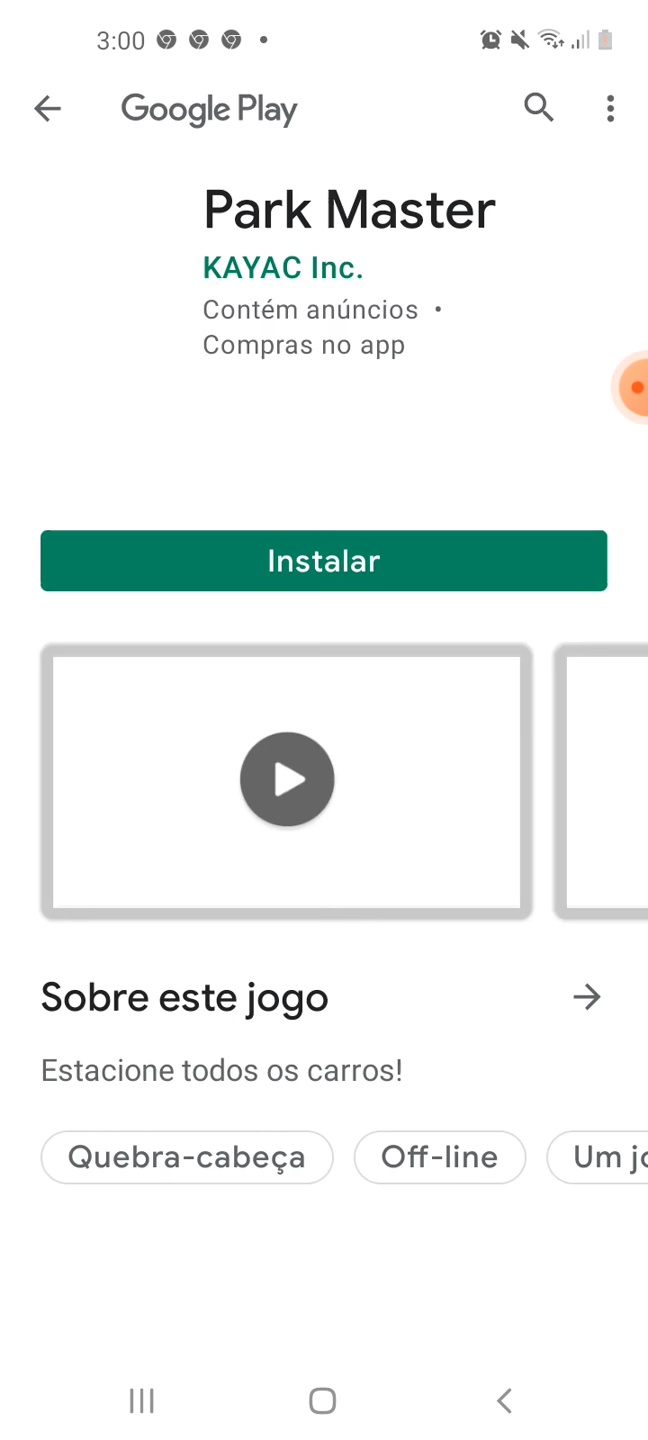 3:00
Google Play
Park Master
KAYAC Inc.
Contém anúncios •
Compras no app
Instalar
Sobre este jogo
Estacione todos os carros!
Quebra-cabeça
Off-line
Um